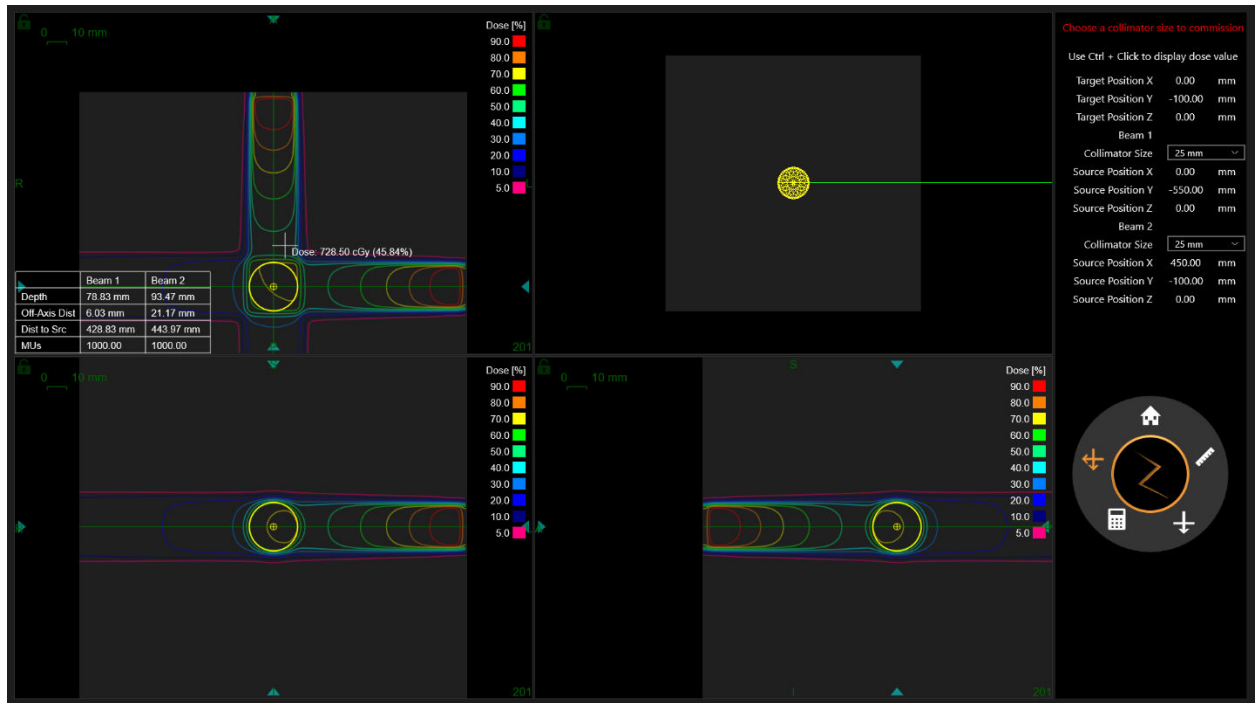 0 10 mm
Dose [%]
90.0
80.0
70.0
60.0
50.0
40.0
30.0
20.0
10.0
5.0
R
Dose: 728.50 cGy (45.84%)
Beam 1 Beam 2
Depth 78.83 mm 93.47 mm
Off-Axis Dist 6.03 mm 21.17 mm
Dist to Src 428.83 mm 443.97 mm
MUs 1000.00 1000.00
201
Choose a collimator size to commission
Use Ctrl + Click to display dose value
Target Position X 0.00 mm
Target Position Y -100.00 mm
Target Position Z 0.00 mm
Beam 1
Collimator Size 25 mm
Source Position X 0.00 mm
Source Position Y -550.00 mm
Source Position Z 0.00 mm
Beam 2
Collimator Size 25 mm
Source Position X 450.00 mm
Source Position Y -100.00 mm
Source Position Z 0.00 mm
0 10 mm
Dose [%]
90.0
80.0
70.0
60.0
50.0
40.0
30.0
20.0
10.0
5.0
201
0 10 mm
S
Dose [%]
90.0
80.0
70.0
60.0
50.0
40.0
30.0
20.0
10.0
5.0
I
201